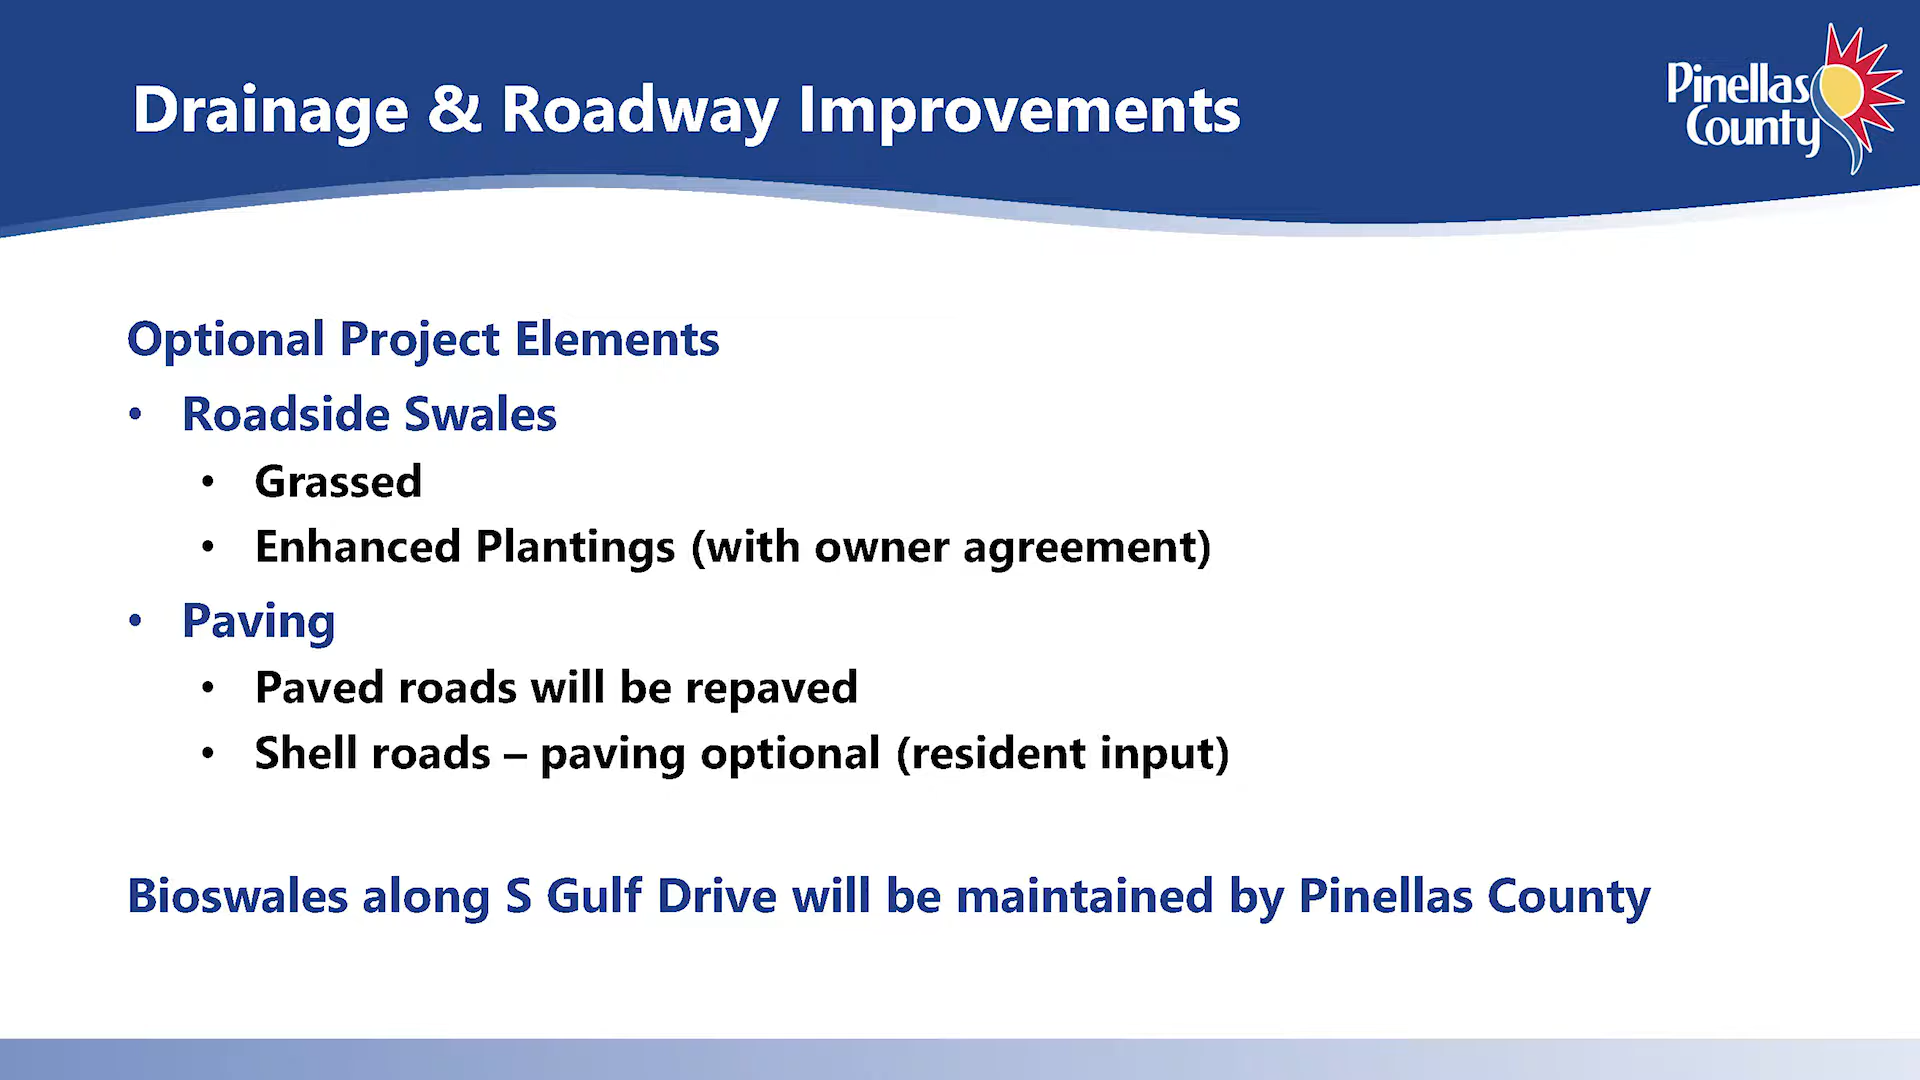 Drainage & Roadway Improvements
Pinellas
County
Optional Project Elements
• Roadside Swales
• Grassed
• Enhanced Plantings (with owner agreement)
• Paving
• Paved roads will be repaved
• Shell roads – paving optional (resident input)
Bioswales along S Gulf Drive will be maintained by Pinellas County